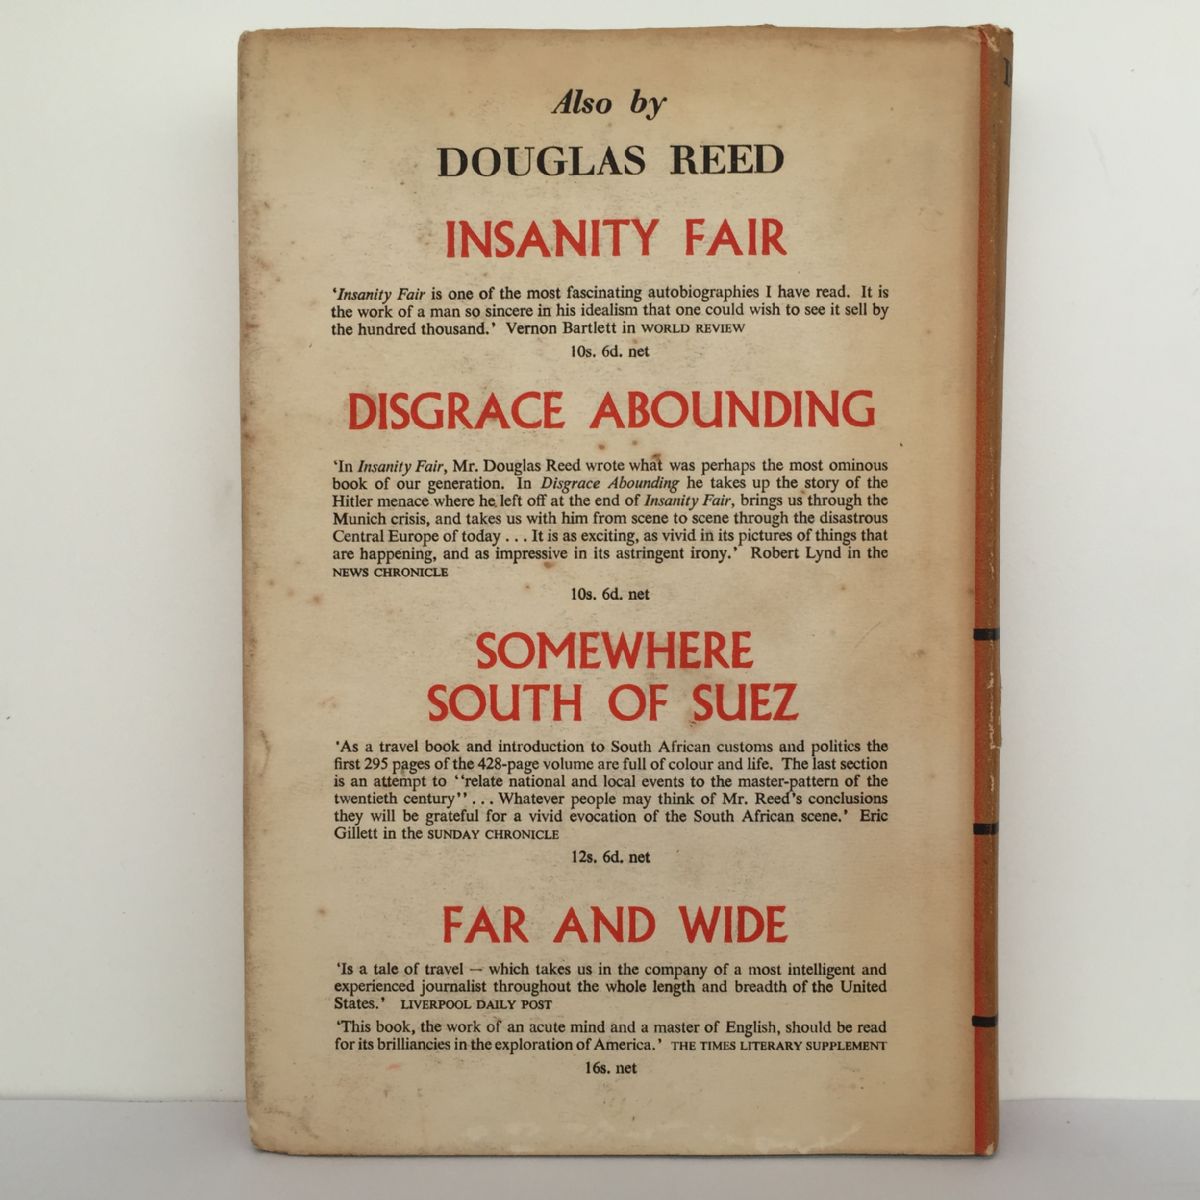 Also by
DOUGLAS REED
INSANITY FAIR
'Insanity Fair is one of the most fascinating autobiographies I have read. It is
the work of a man so sincere in his idealism that one could wish to see it sell by
the hundred thousand.' Vernon Bartlett in WORLD REVIEW
10s. 6d. net
DISGRACE ABOUNDING
'In Insanity Fair, Mr. Douglas Reed wrote what was perhaps the most ominous
book of our generation. In Disgrace Abounding he takes up the story of the
Hitler menace where he left off at the end of Insanity Fair, brings us through the
Munich crisis, and takes us with him from scene to scene through the disastrous
Central Europe of today . . . It is as exciting, as vivid in its pictures of things that
are happening, and as impressive in its astringent irony.' Robert Lynd in the
NEWS CHRONICLE
10s. 6d. net
SOMEWHERE
SOUTH OF SUEZ
'As a travel book and introduction to South African customs and politics the
first 295 pages of the 428-page volume are full of colour and life. The last section
is an attempt to "relate national and local events to the master-pattern of the
twentieth century" . . . Whatever people may think of Mr. Reed's conclusions
they will be grateful for a vivid evocation of the South African scene.' Eric
Gillett in the SUNDAY CHRONICLE
12s. 6d. net
FAR AND WIDE
'Is a tale of travel — which takes us in the company of a most intelligent and
experienced journalist throughout the whole length and breadth of the United
States.' LIVERPOOL DAILY POST
'This book, the work of an acute mind and a master of English, should be read
for its brilliancies in the exploration of America.' THE TIMES LITERARY SUPPLEMENT
16s. net